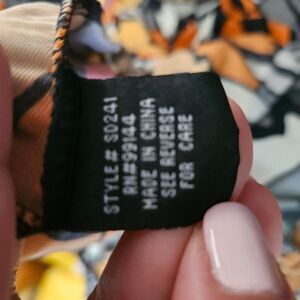 STYLE# SD241
RN#99144
MADE IN CHINA
SEE REVERSE
FOR CARE